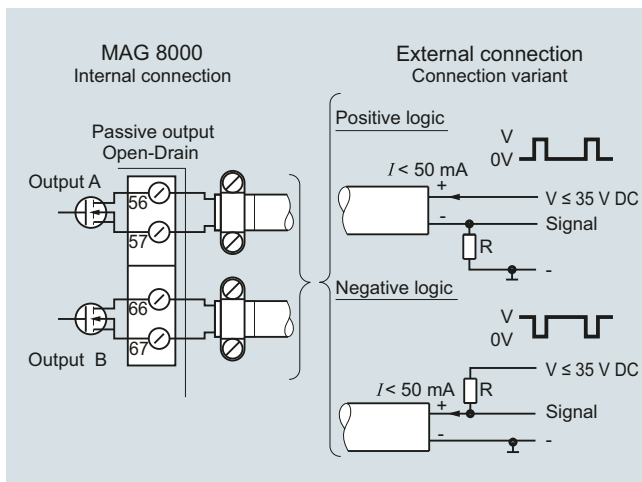 MAG 8000
Internal connection
Passive output
Open-Drain
Output A
56
57
66
67
Output B
External connection
Connection variant
Positive logic
V
0V
I < 50 mA
+
V ≤ 35 V DC
-
Signal
R
-
Negative logic
V
0V
V ≤ 35 V DC
I < 50 mA
R
+
Signal
-
-